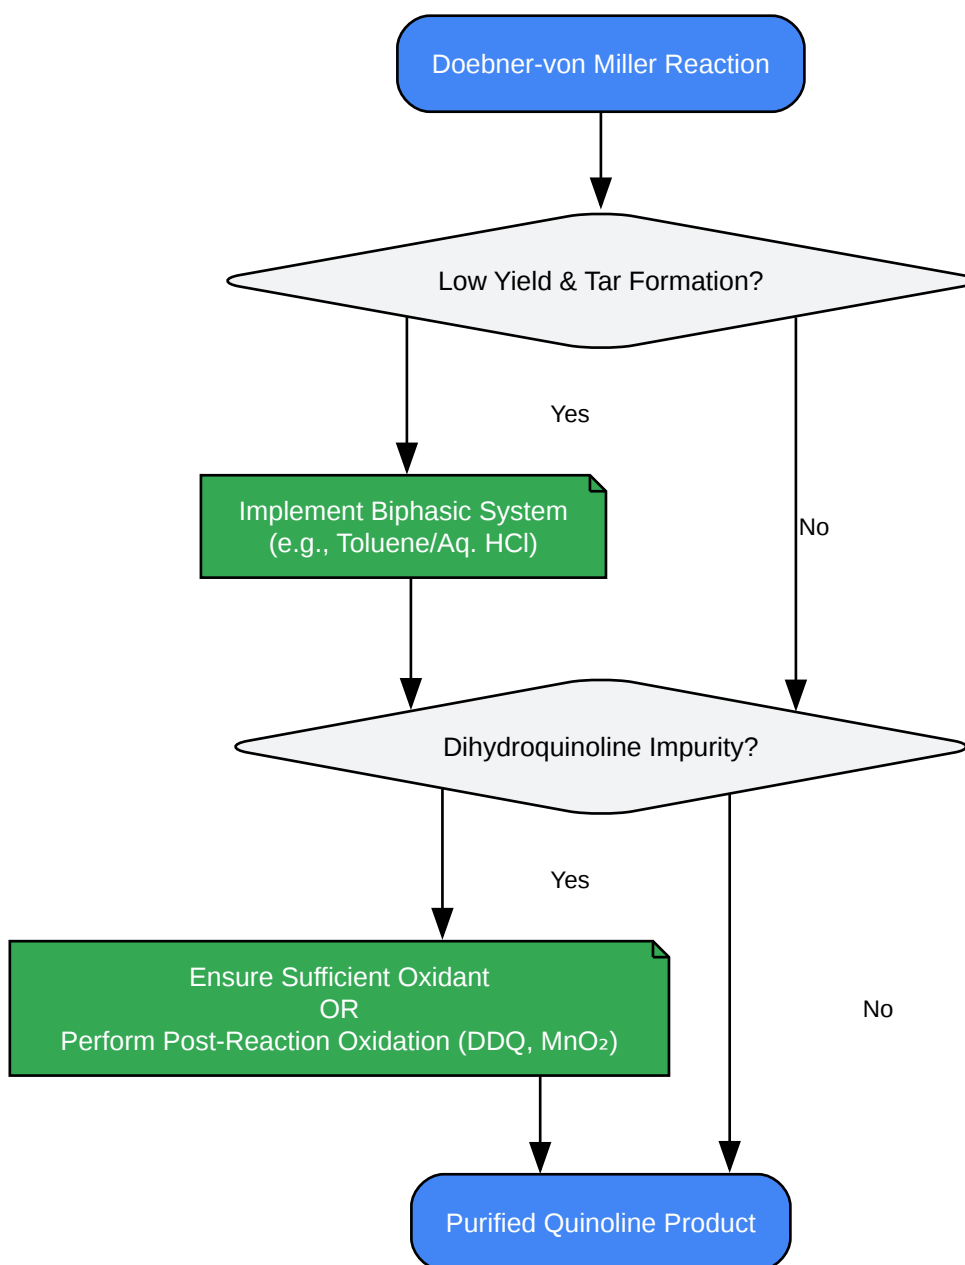 Doebner-von Miller Reaction
Low Yield & Tar Formation?
Yes
Implement Biphasic System
(e.g., Toluene/Aq. HCl)
No
Dihydroquinoline Impurity?
Yes
Ensure Sufficient Oxidant
OR
Perform Post-Reaction Oxidation (DDQ, MnO₂)
No
Purified Quinoline Product